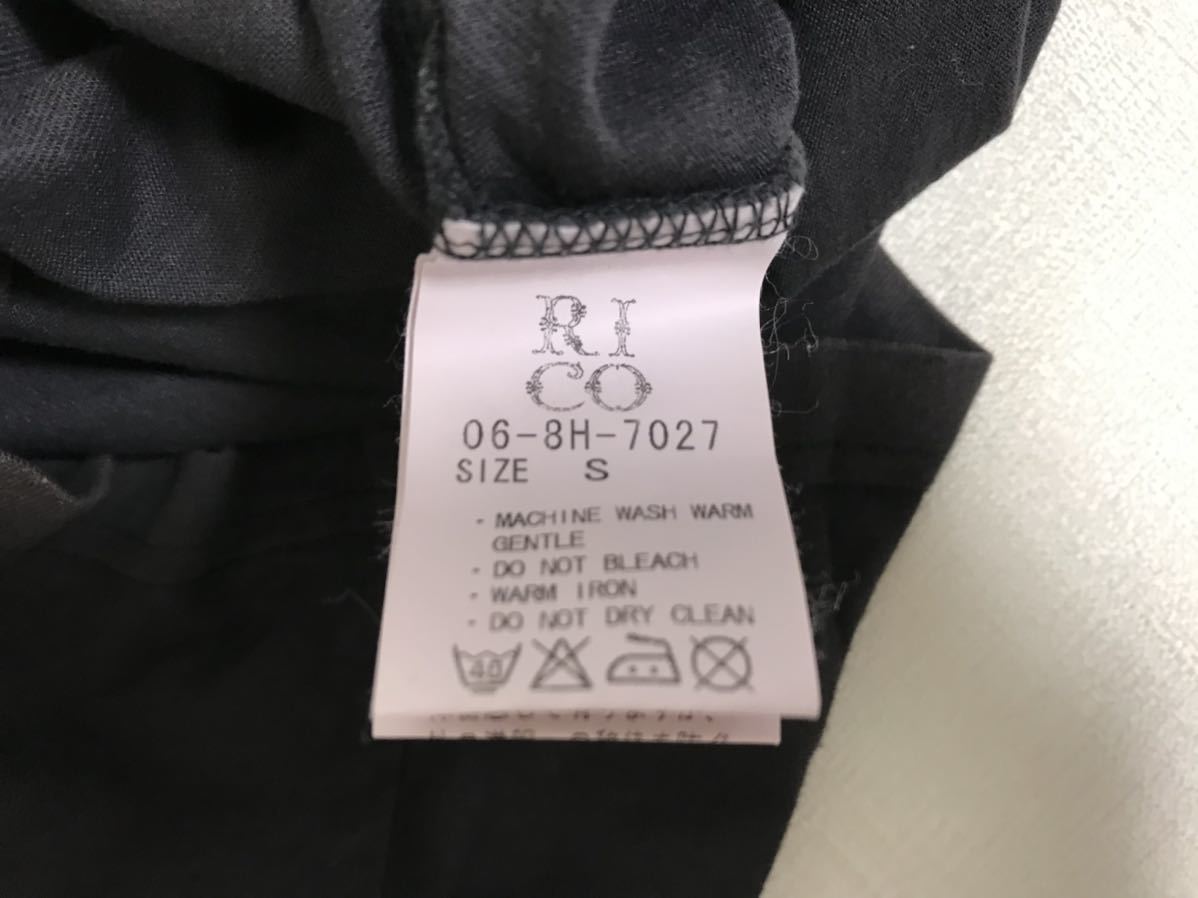 RI
CO
06-8H-7027
SIZE S
- MACHINE WASH WARM
GENTLE
- DO NOT BLEACH
- WARM IRON
- DO NOT DRY CLEAN
40